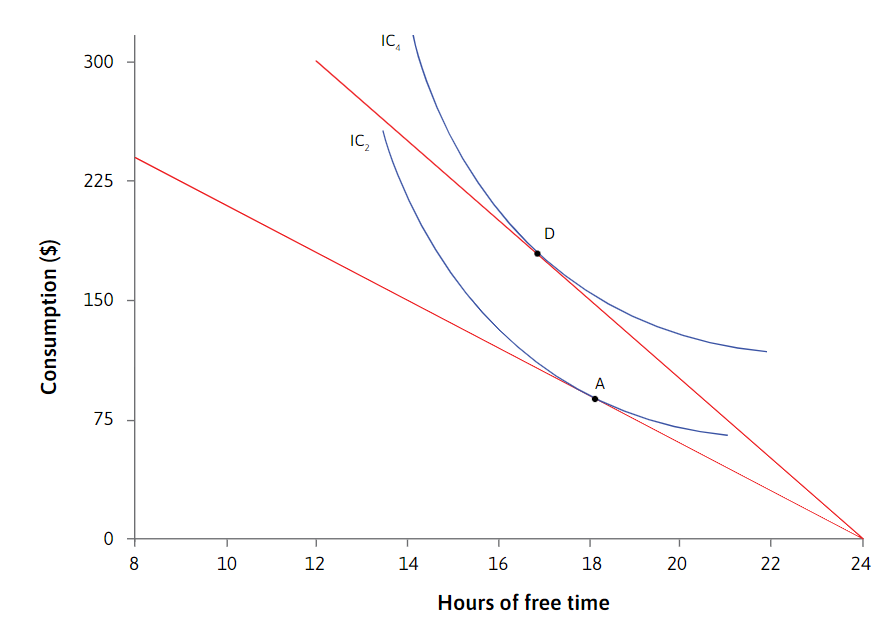 IC4
300
IC2
225
D
Consumption ($)
150
A
75
0
8 10 12 14 16 18 20 22 24
Hours of free time